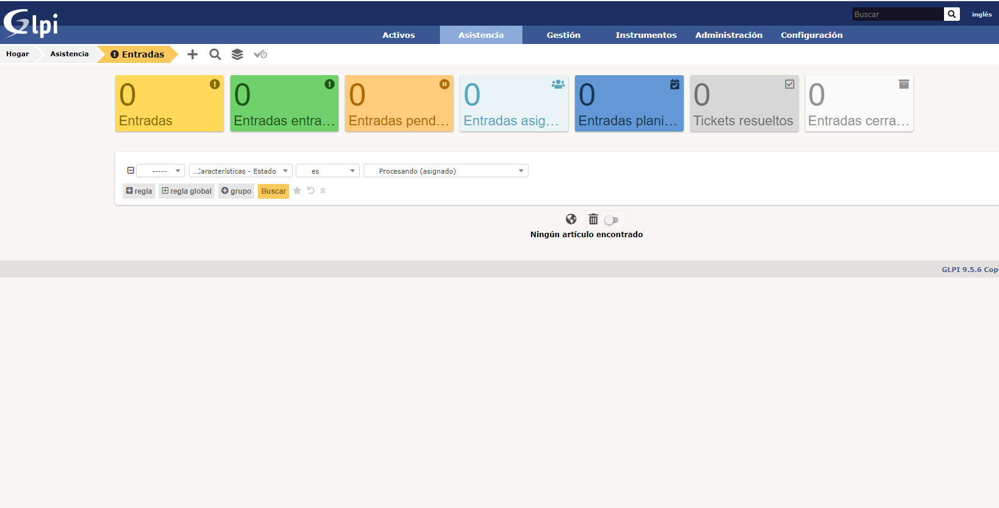 Glpi
Buscar
inglés
Activos
Asistencia
Gestión
Instrumentos
Administración
Configuración
Hogar
Asistencia
Entradas
0
Entradas
0
Entradas entra...
0
Entradas pend...
0
Entradas asig...
0
Entradas plani...
0
Tickets resueltos
0
Entradas cerra...
-----
...Características - Estado
es
Procesando (asignado)
regla
regla global
grupo
Buscar
Ningún artículo encontrado
GLPI 9.5.6 Copy